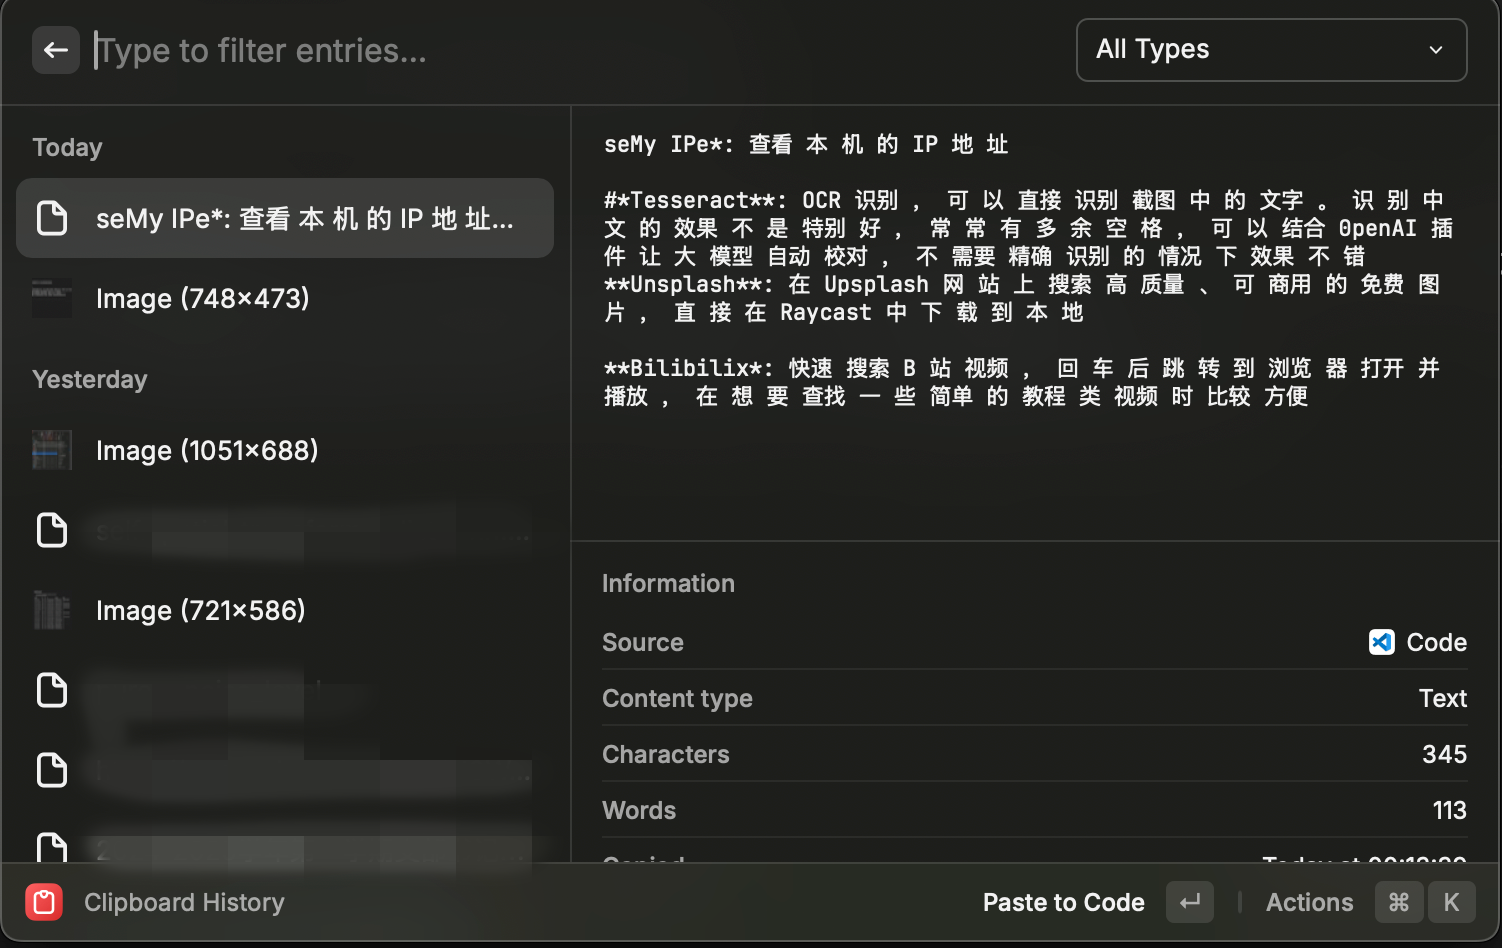 Type to filter entries...
All Types
Today
seMy IPe*: 查看 本 机 的 IP 地 址...
Image (748×473)
Yesterday
Image (1051×688)
Image (721×586)
seMy IPe*: 查看 本 机 的 IP 地 址
#*Tesseract**: OCR 识别 ， 可 以 直接 识别 截图 中 的 文字 。 识 别 中
文 的 效果 不 是 特别 好 ， 常 常 有 多 余 空 格 ， 可 以 结合 OpenAI 插
件 让 大 模型 自动 校对 ， 不 需要 精确 识别 的 情况 下 效果 不 错
**Unsplash**: 在 Upsplash 网 站 上 搜索 高 质量 、 可 商用 的 免费 图
片 ， 直 接 在 Raycast 中 下 载 到 本 地
**Bilibilix*: 快速 搜索 B 站 视频 ， 回 车 后 跳 转 到 浏览 器 打开 并
播放 ， 在 想 要 查找 一 些 简单 的 教程 类 视频 时 比较 方便
Information
Source Code
Content type Text
Characters 345
Words 113
Clipboard History
Paste to Code
Actions ⌘ K